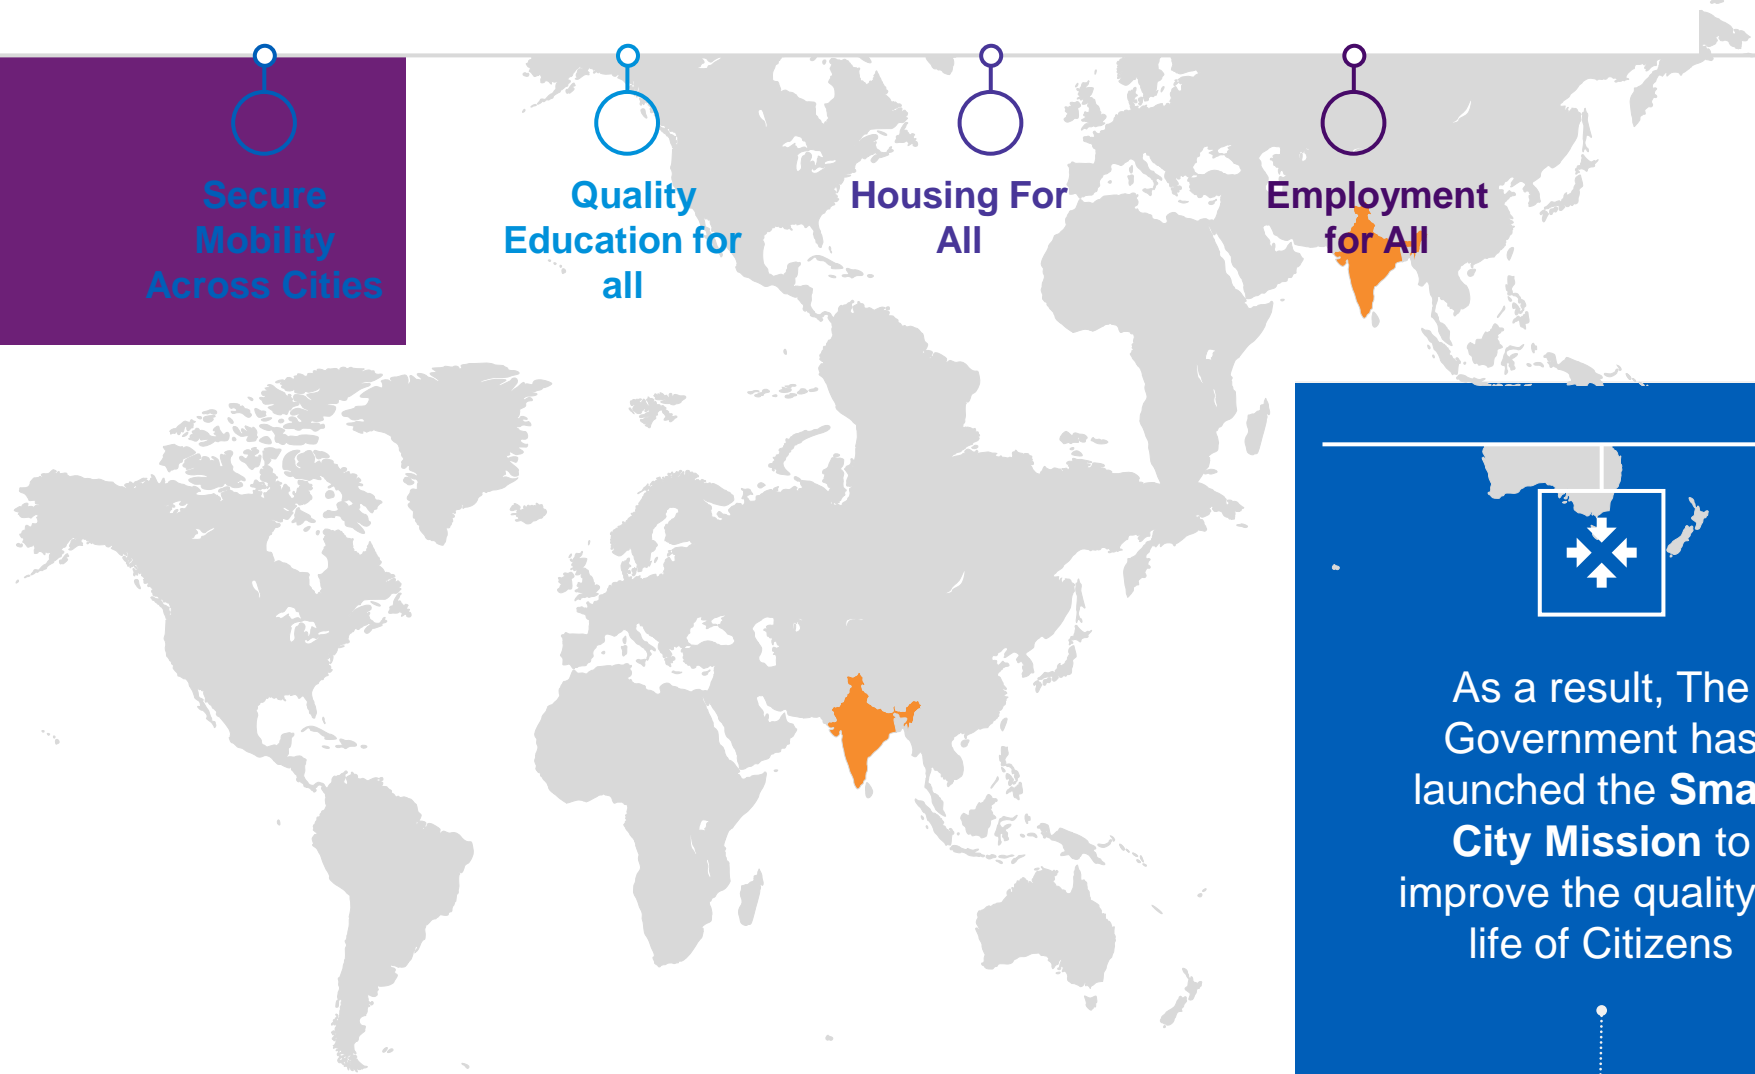 Secure
Mobility
Across Cities
Quality
Education for
all
Housing For
All
Employment
for All
As a result, The
Government has
launched the Sma
City Mission to
improve the quality
life of Citizens